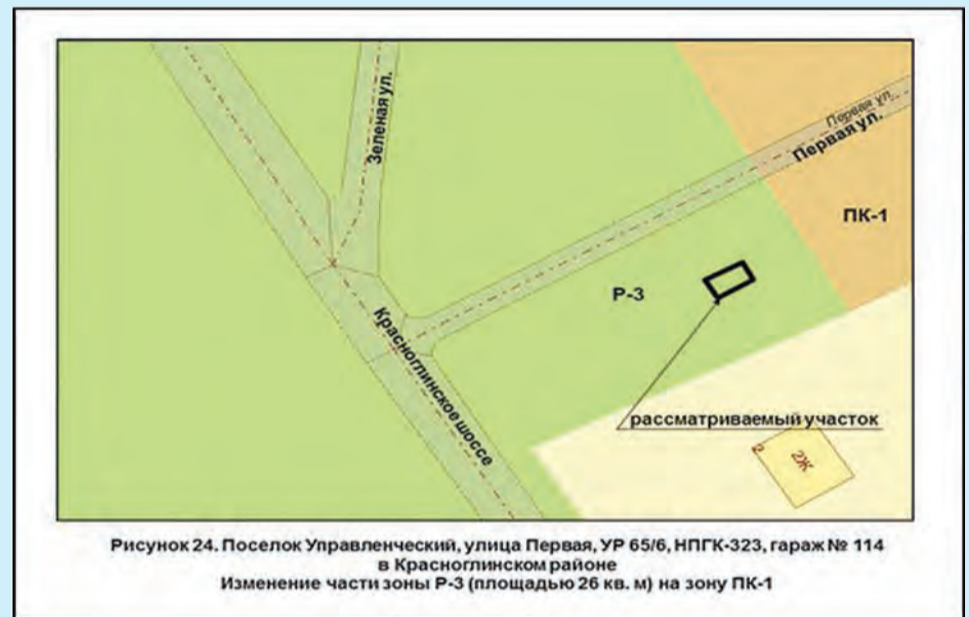 Зеленая ул.
Первая ул.
Первая ул.
ПК-1
Р-3
Красноглинское шоссе
рассматриваемый участок
2
2Ж
Рисунок 24. Поселок Управленческий, улица Первая, УР 65/6, НПГК-323, гараж № 114
в Красноглинском районе
Изменение части зоны Р-3 (площадью 26 кв. м) на зону ПК-1